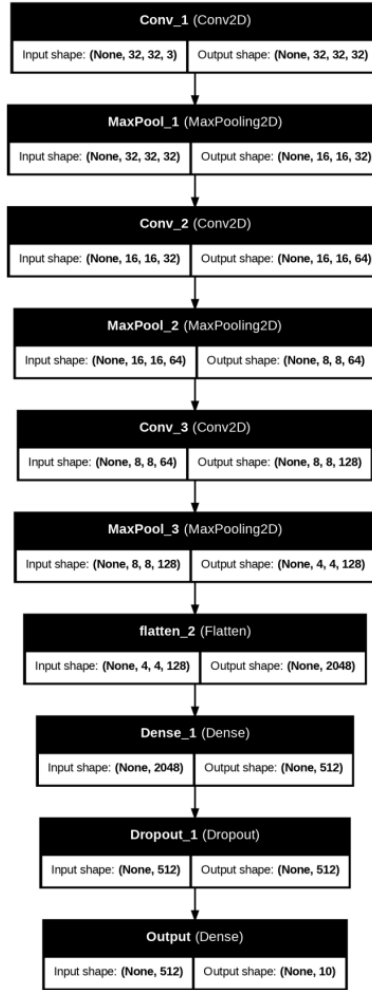 Conv_1 (Conv2D)
Input shape: (None, 32, 32, 3) Output shape: (None, 32, 32, 32)
MaxPool_1 (MaxPooling2D)
Input shape: (None, 32, 32, 32) Output shape: (None, 16, 16, 32)
Conv_2 (Conv2D)
Input shape: (None, 16, 16, 32) Output shape: (None, 16, 16, 64)
MaxPool_2 (MaxPooling2D)
Input shape: (None, 16, 16, 64) Output shape: (None, 8, 8, 64)
Conv_3 (Conv2D)
Input shape: (None, 8, 8, 64) Output shape: (None, 8, 8, 128)
MaxPool_3 (MaxPooling2D)
Input shape: (None, 8, 8, 128) Output shape: (None, 4, 4, 128)
flatten_2 (Flatten)
Input shape: (None, 4, 4, 128) Output shape: (None, 2048)
Dense_1 (Dense)
Input shape: (None, 2048) Output shape: (None, 512)
Dropout_1 (Dropout)
Input shape: (None, 512) Output shape: (None, 512)
Output (Dense)
Input shape: (None, 512) Output shape: (None, 10)